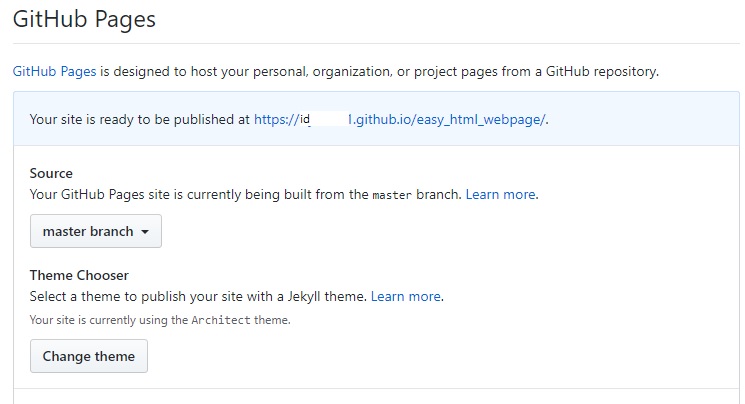 GitHub Pages
GitHub Pages is designed to host your personal, organization, or project pages from a GitHub repository.
Your site is ready to be published at https://id 1.github.io/easy_html_webpage/.
Source
Your GitHub Pages site is currently being built from the master branch. Learn more.
master branch
Theme Chooser
Select a theme to publish your site with a Jekyll theme. Learn more.
Your site is currently using the Architect theme.
Change theme